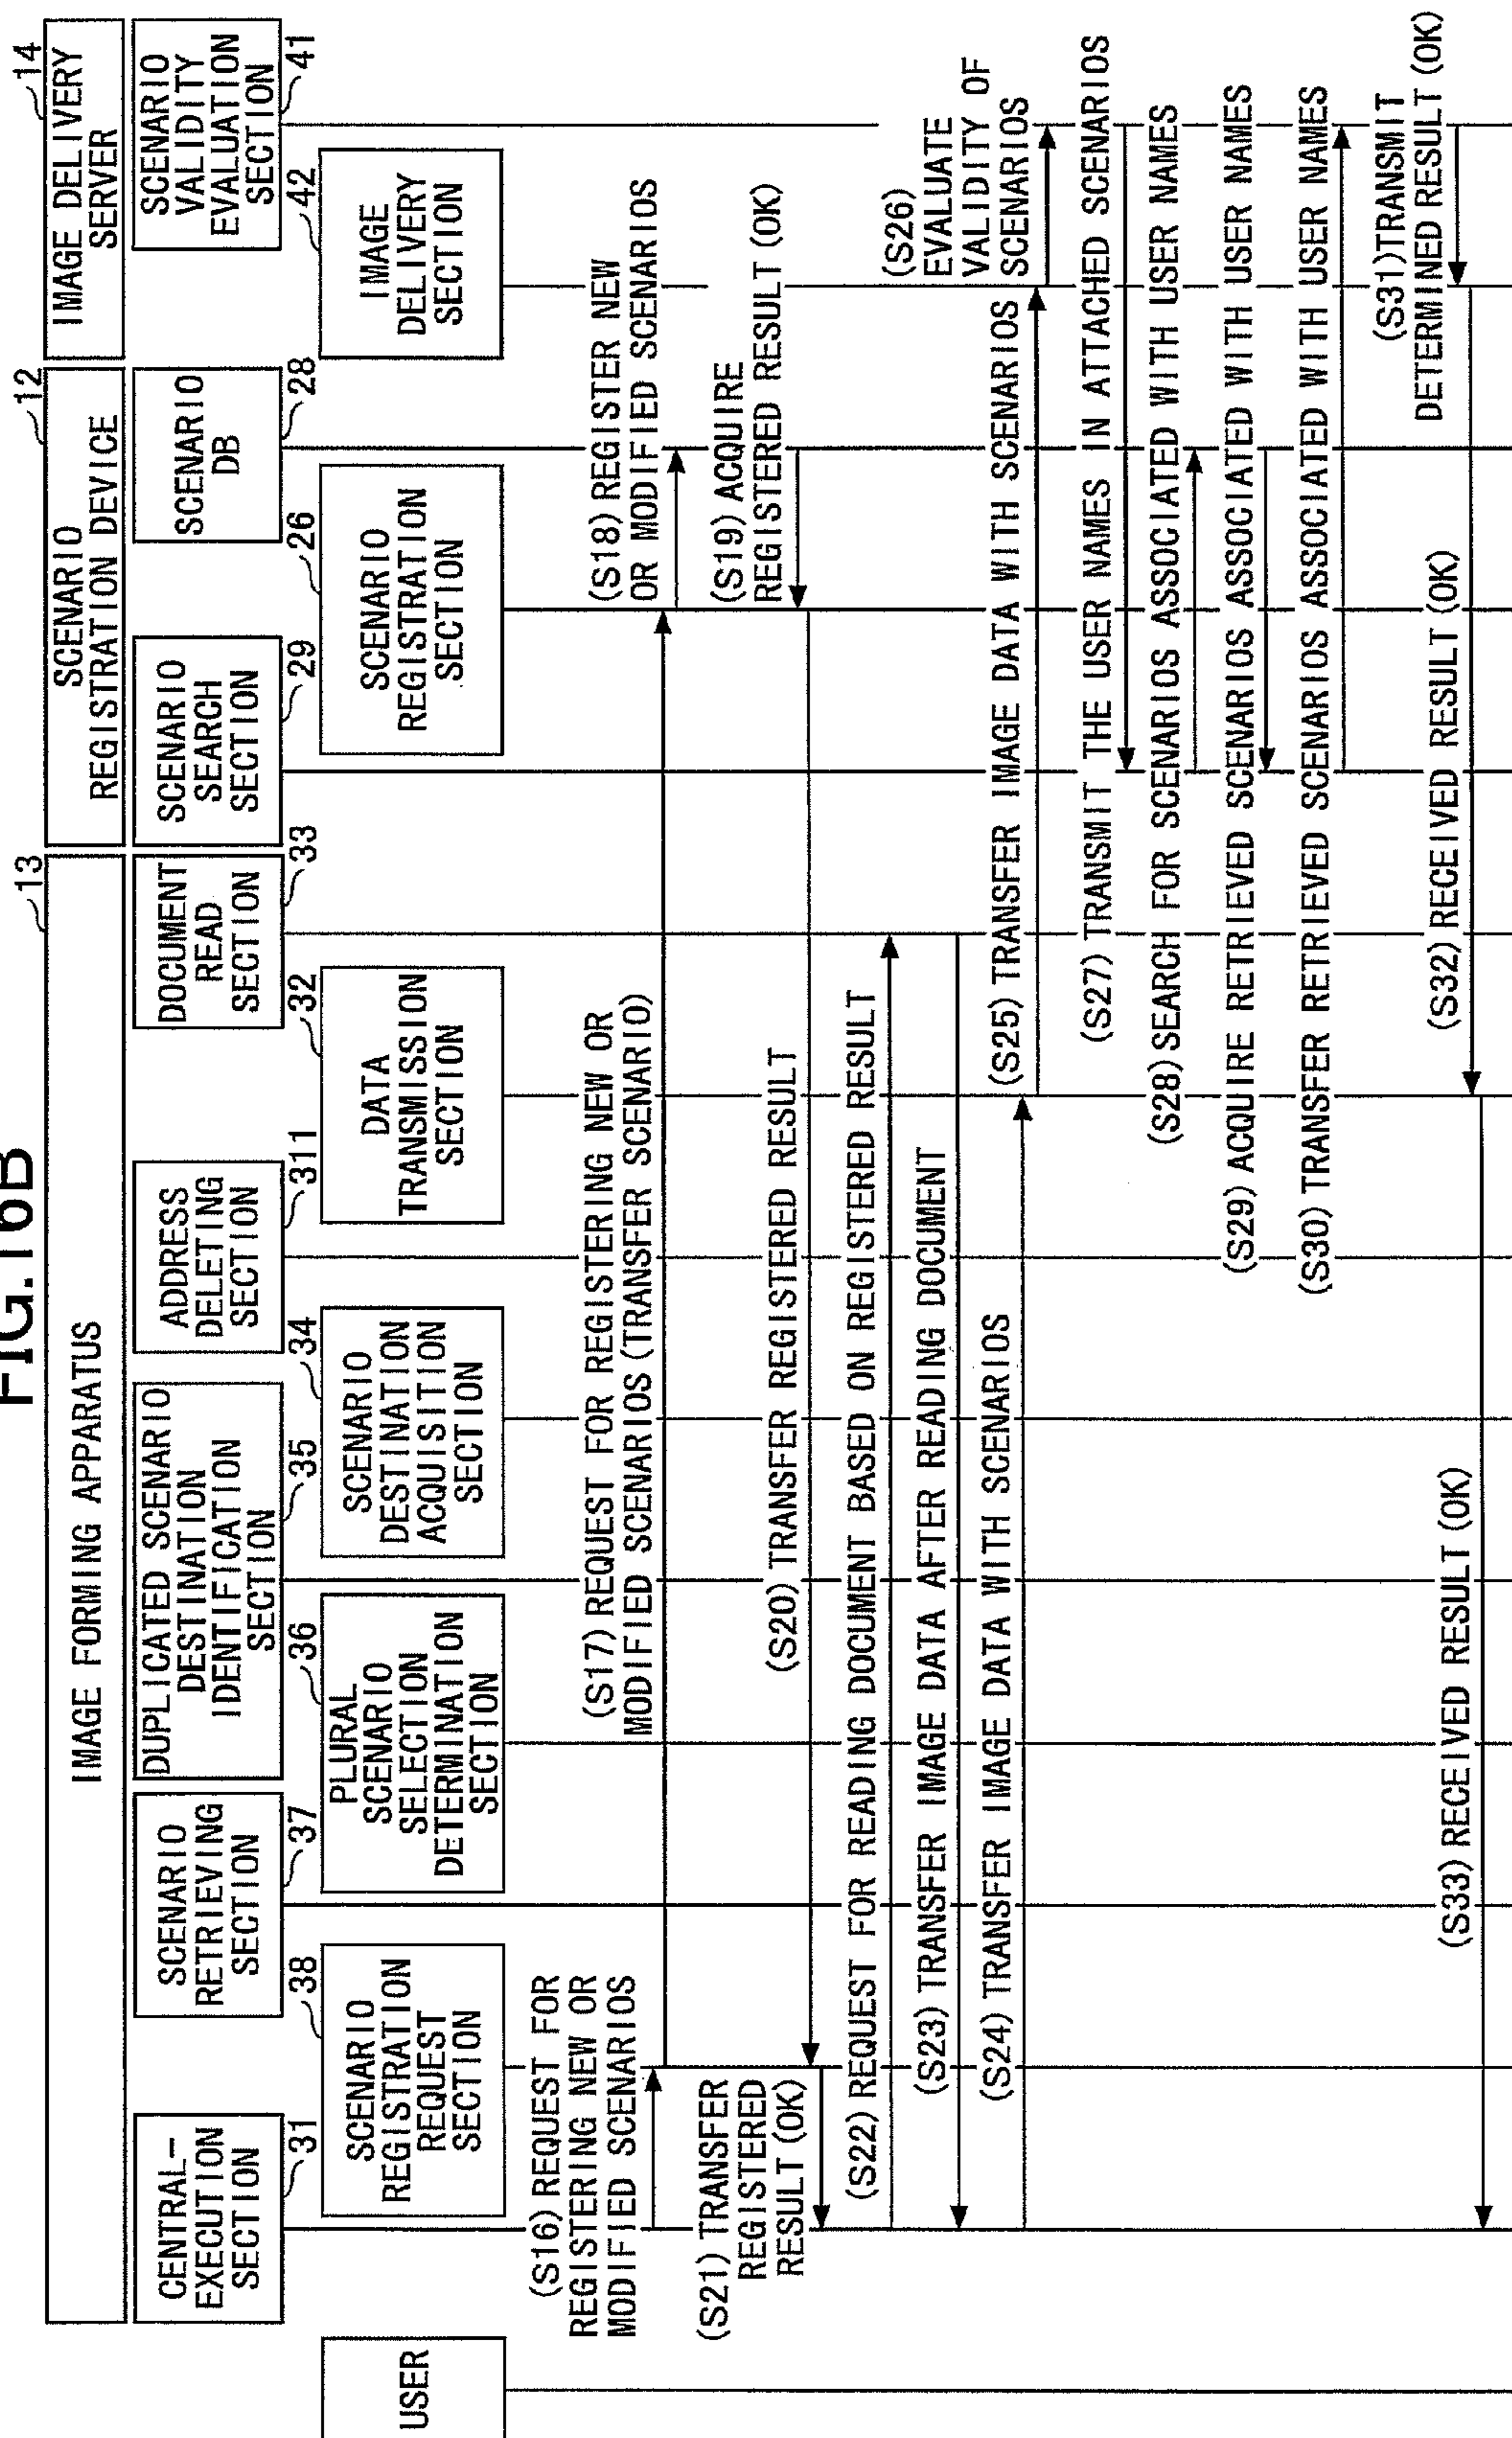 FIG.16B
13
12
14
IMAGE FORMING APPARATUS
SCENARIO
REGISTRATION DEVICE
IMAGE DELIVERY
SERVER
CENTRAL-
EXECUTION
SECTION
31
SCENARIO
RETRIEVING
SECTION
37
DUPLICATED SCENARIO
DESTINATION
IDENTIFICATION
SECTION
35
ADDRESS
DELETING
SECTION
311
DOCUMENT
READ
SECTION
33
SCENARIO
SEARCH
SECTION
29
SCENARIO
DB
28
SCENARIO
VALIDITY
EVALUATION
SECTION
41
USER
SCENARIO
REGISTRATION
REQUEST
SECTION
38
PLURAL
SCENARIO
SELECTION
DETERMINATION
SECTION
36
SCENARIO
DESTINATION
ACQUISITION
SECTION
34
DATA
TRANSMISSION
SECTION
32
SCENARIO
REGISTRATION
SECTION
26
IMAGE
DELIVERY
SECTION
42
(S16) REQUEST FOR
REGISTERING NEW OR
MODIFIED SCENARIOS
(S17) REQUEST FOR REGISTERING NEW OR
MODIFIED SCENARIOS (TRANSFER SCENARIO)
(S18) REGISTER NEW
OR MODIFIED SCENARIOS
(S19) ACQUIRE
REGISTERED RESULT (OK)
(S20) TRANSFER REGISTERED RESULT
(S21) TRANSFER
REGISTERED
RESULT (OK)
(S22) REQUEST FOR READING DOCUMENT BASED ON REGISTERED RESULT
(S23) TRANSFER IMAGE DATA AFTER READING DOCUMENT
(S24) TRANSFER IMAGE DATA WITH SCENARIOS
(S25) TRANSFER IMAGE DATA WITH SCENARIOS
(S26)
EVALUATE
VALIDITY OF
SCENARIOS
(S27) TRANSMIT THE USER NAMES IN ATTACHED SCENARIOS
(S28) SEARCH FOR SCENARIOS ASSOCIATED WITH USER NAMES
(S29) ACQUIRE RETRIEVED SCENARIOS ASSOCIATED WITH USER NAMES
(S30) TRANSFER RETRIEVED SCENARIOS ASSOCIATED WITH USER NAMES
(S31) TRANSMIT
DETERMINED RESULT (OK)
(S32) RECEIVED RESULT (OK)
(S33) RECEIVED RESULT (OK)